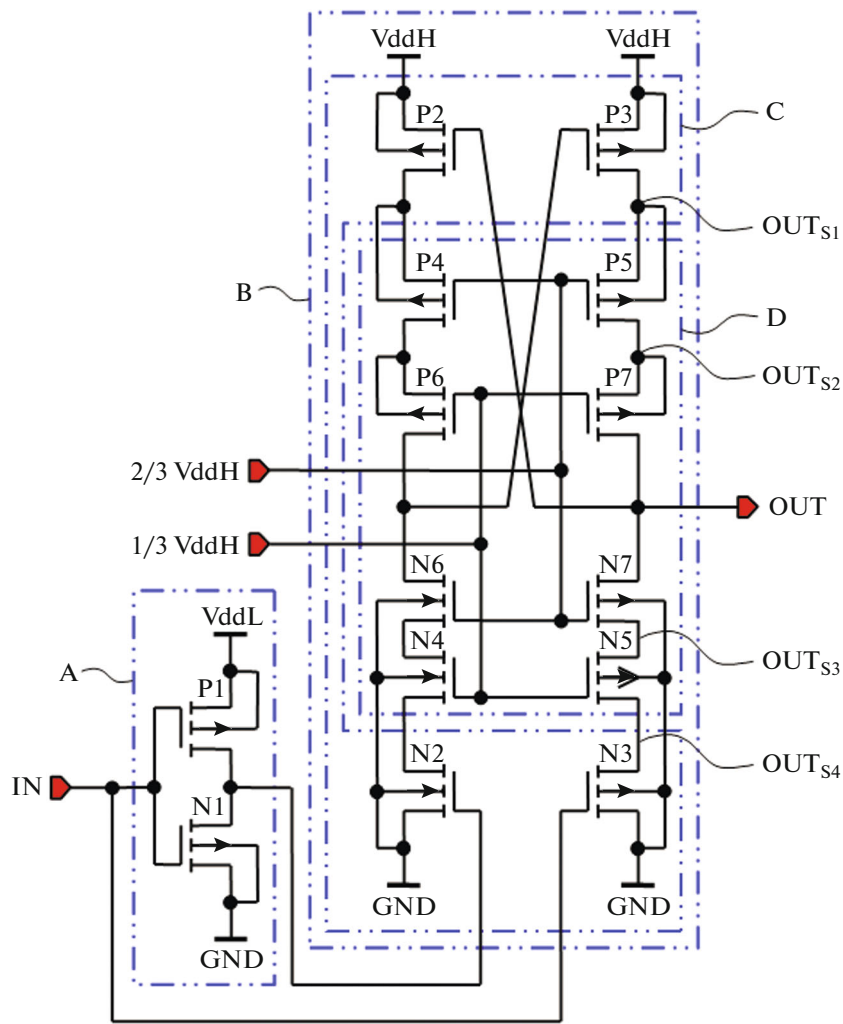 VddH
VddH
P2
P3
C
OUTS1
P4
P5
B
D
P6
P7
OUTS2
2/3 VddH
OUT
1/3 VddH
N6
N7
VddL
N4
N5
OUTS3
A
P1
N2
N3
OUTS4
IN
N1
GND
GND
GND